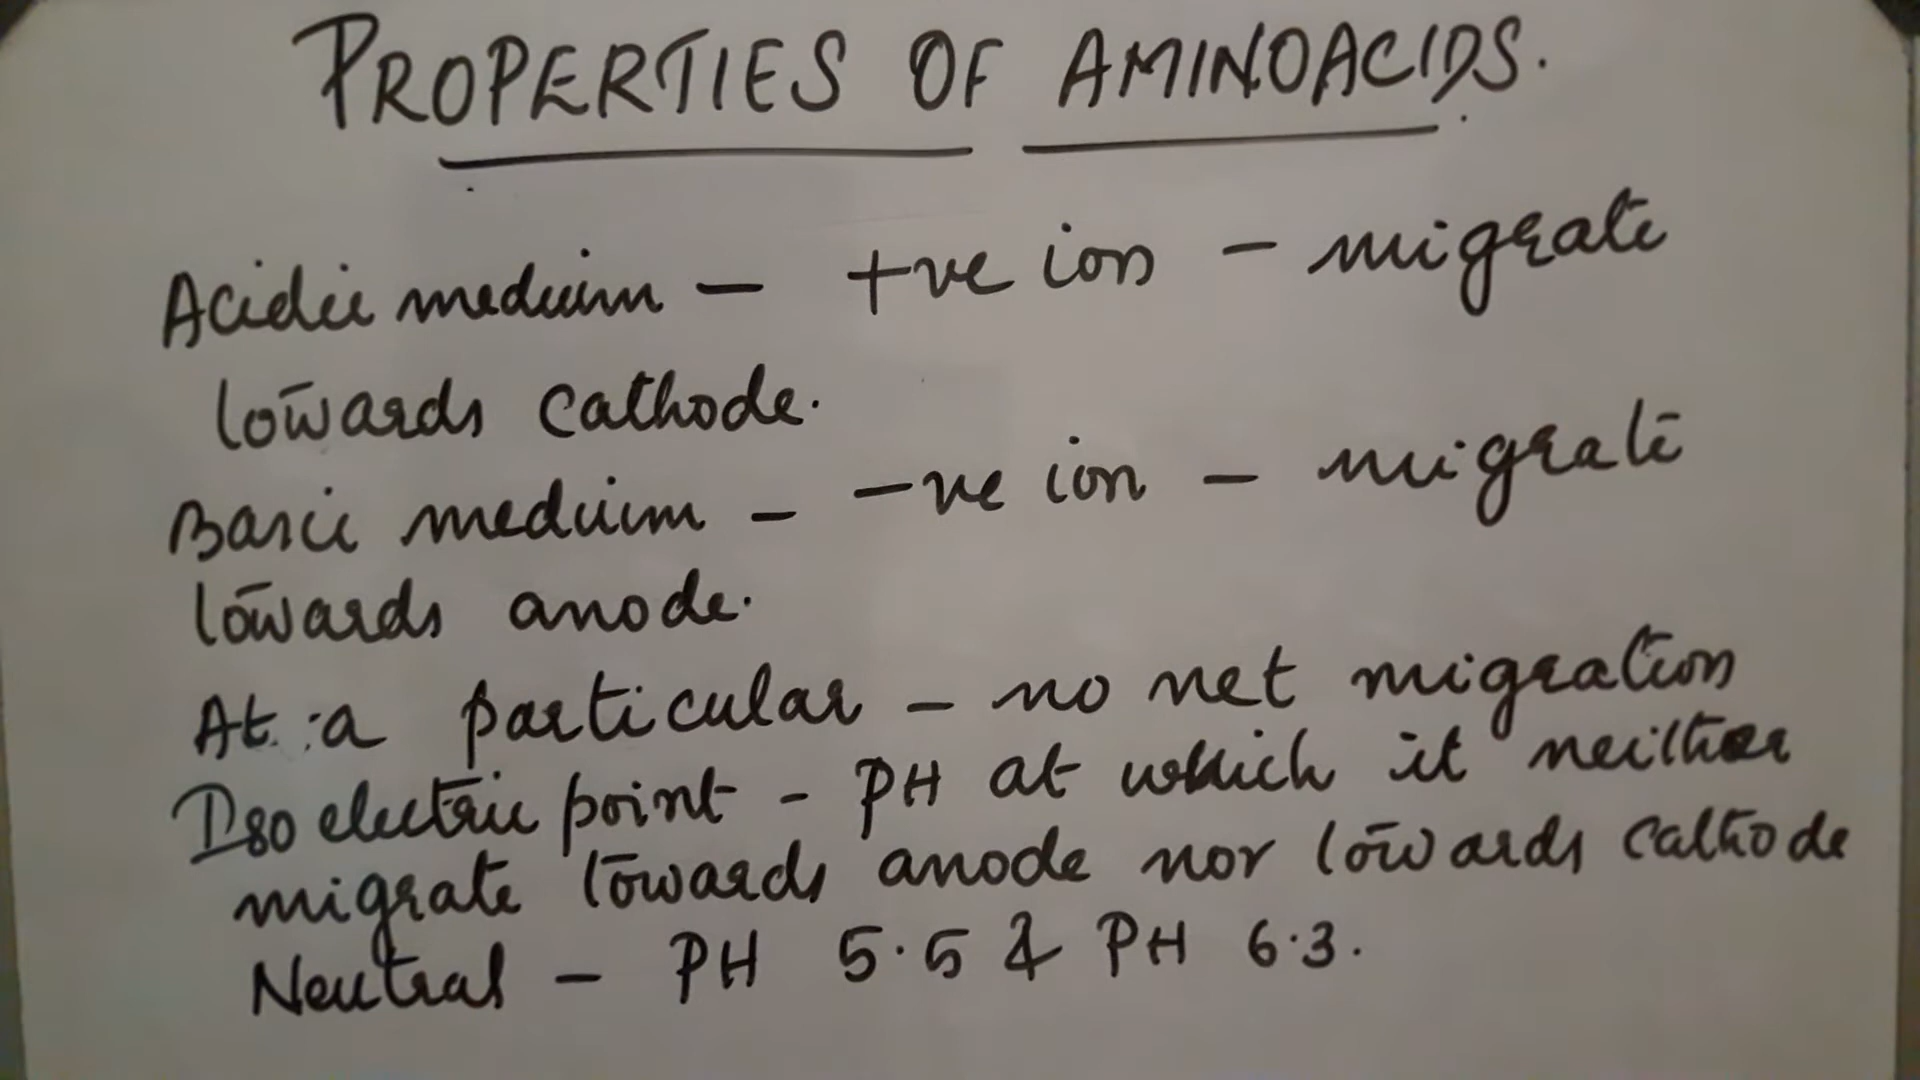 PROPERTIES OF AMINOACIDS.
Acidic medium - +ve ion - migrate
towards cathode.
Basic medium - -ve ion - migrate
towards anode.
At a particular - no net migration
Iso electric point - PH at which it neither
migrate towards anode nor towards cathode
Neutral - PH 5.5 & PH 6.3.